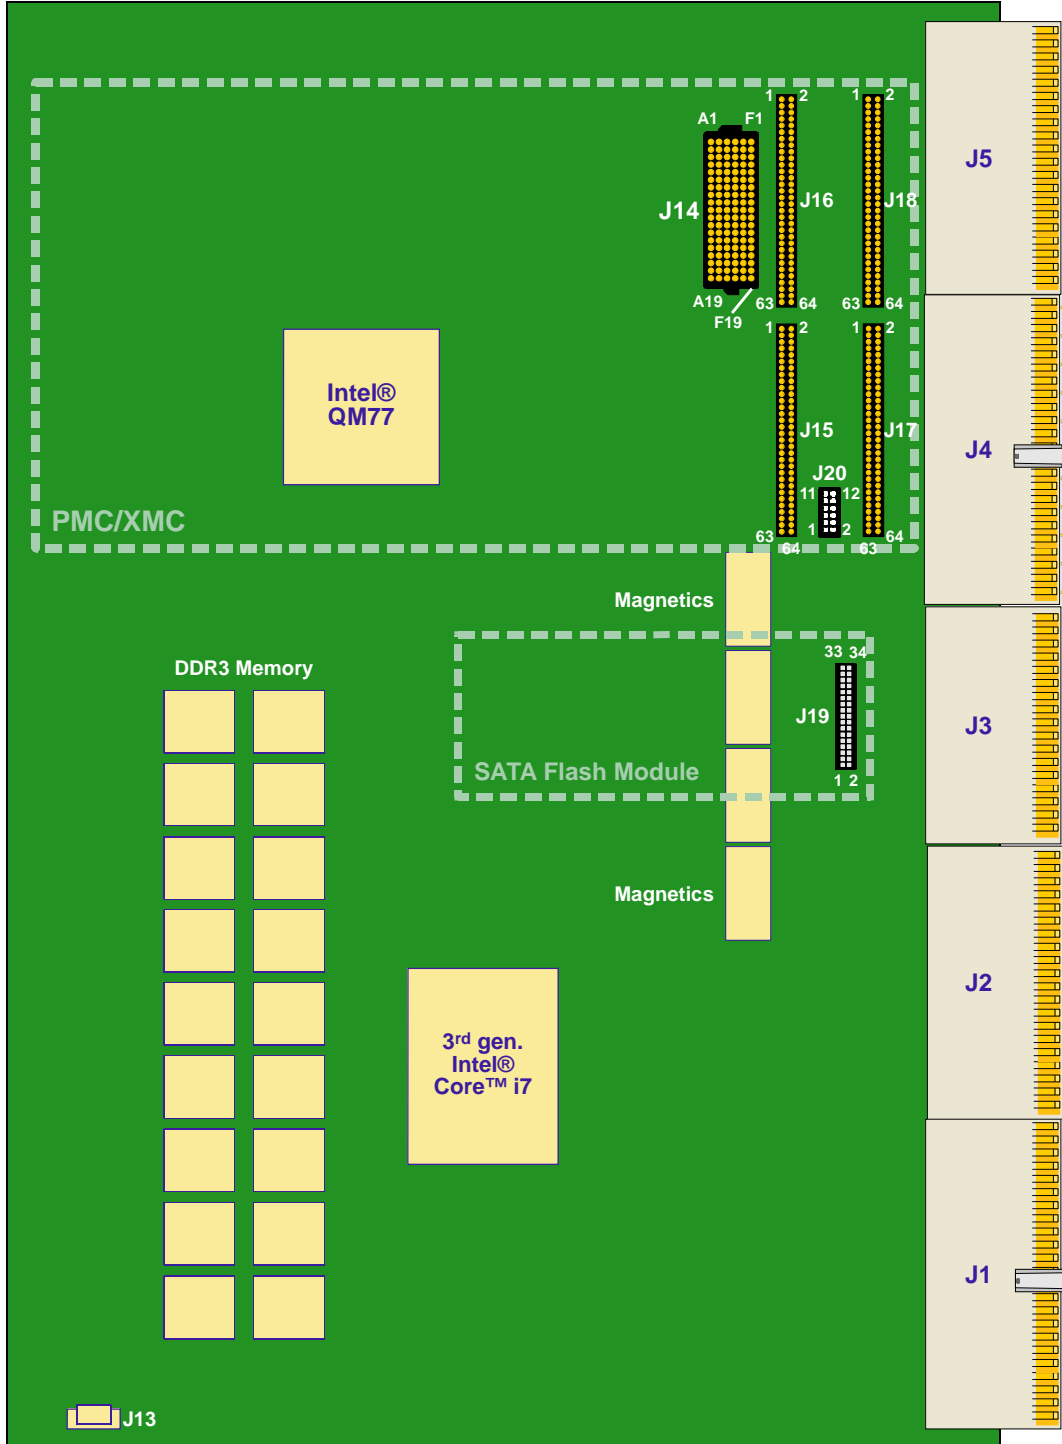 1 2
1 2
A1 F1
J5
J14
J16
J18
A19
F19
63 64
63 64
1 2
1 2
Intel®
QM77
J15
J17
J4
J20
11 12
1 2
63
64
63
64
PMC/XMC
Magnetics
33 34
DDR3 Memory
J19
J3
SATA Flash Module
1 2
Magnetics
J2
3rd gen.
Intel®
Core™ i7
J1
J13